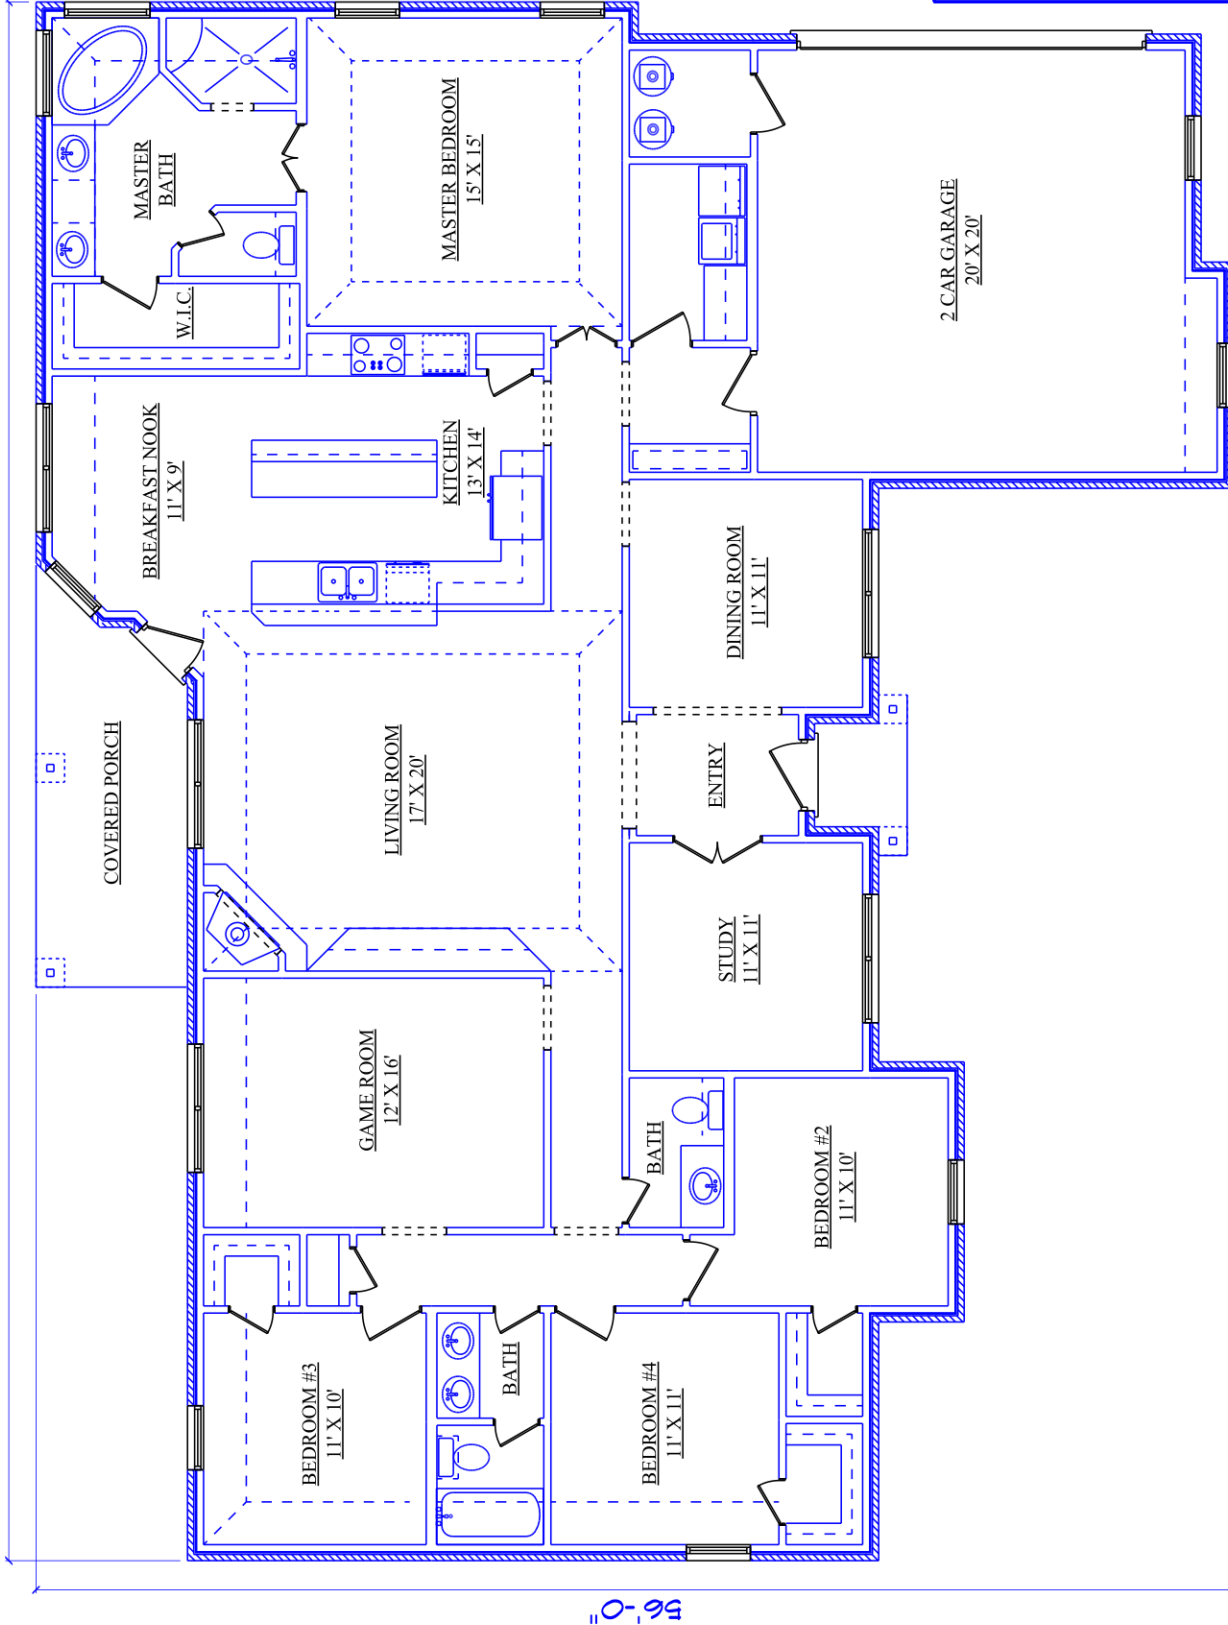 MASTER
BATH
W.I.C.
MASTER BEDROOM
15' X 15'
2 CAR GARAGE
20' X 20'
BREAKFAST NOOK
11' X 9'
KITCHEN
13' X 14'
DINING ROOM
11' X 11'
COVERED PORCH
LIVING ROOM
17' X 20'
ENTRY
STUDY
11' X 11'
GAME ROOM
12' X 16'
BATH
BEDROOM #2
11' X 10'
BEDROOM #3
11' X 10'
BATH
BEDROOM #4
11' X 11'
56'-0"